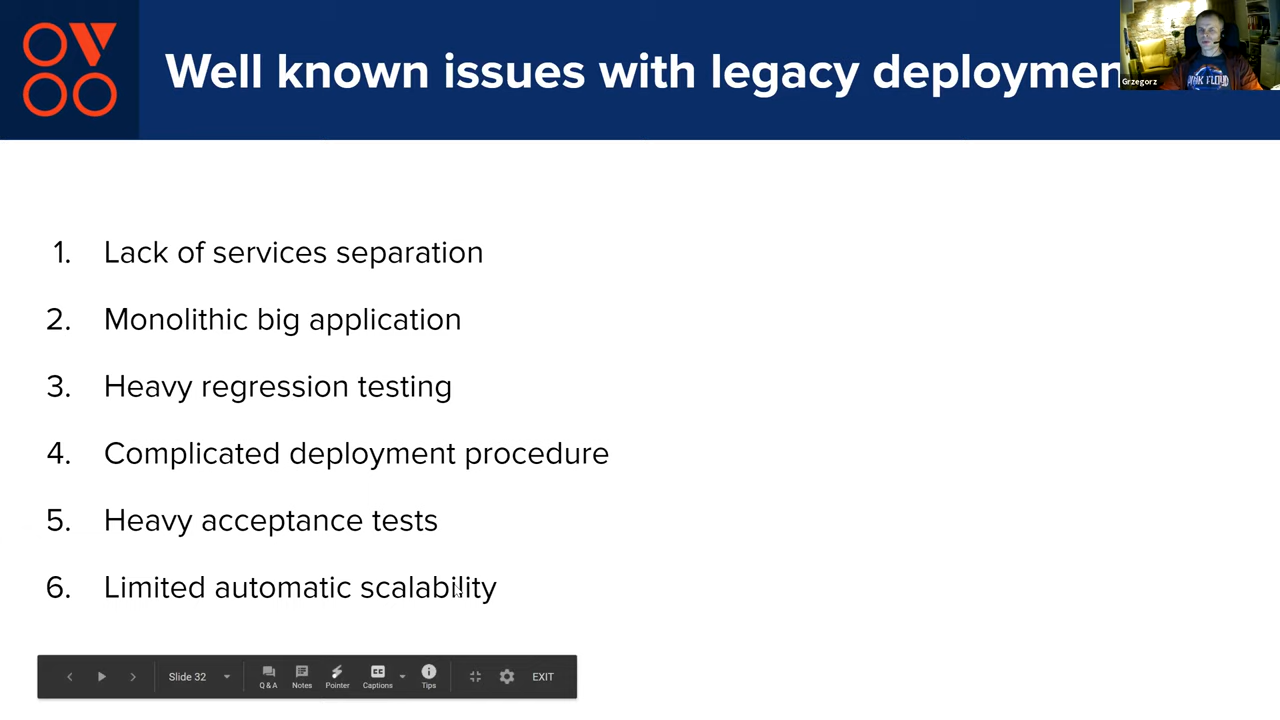 OVOO
Well known issues with legacy deploymen
Grzegorz
1. Lack of services separation
2. Monolithic big application
3. Heavy regression testing
4. Complicated deployment procedure
5. Heavy acceptance tests
6. Limited automatic scalability
Slide 32
Q & A
Notes
Pointer
CC
Captions
Tips
EXIT